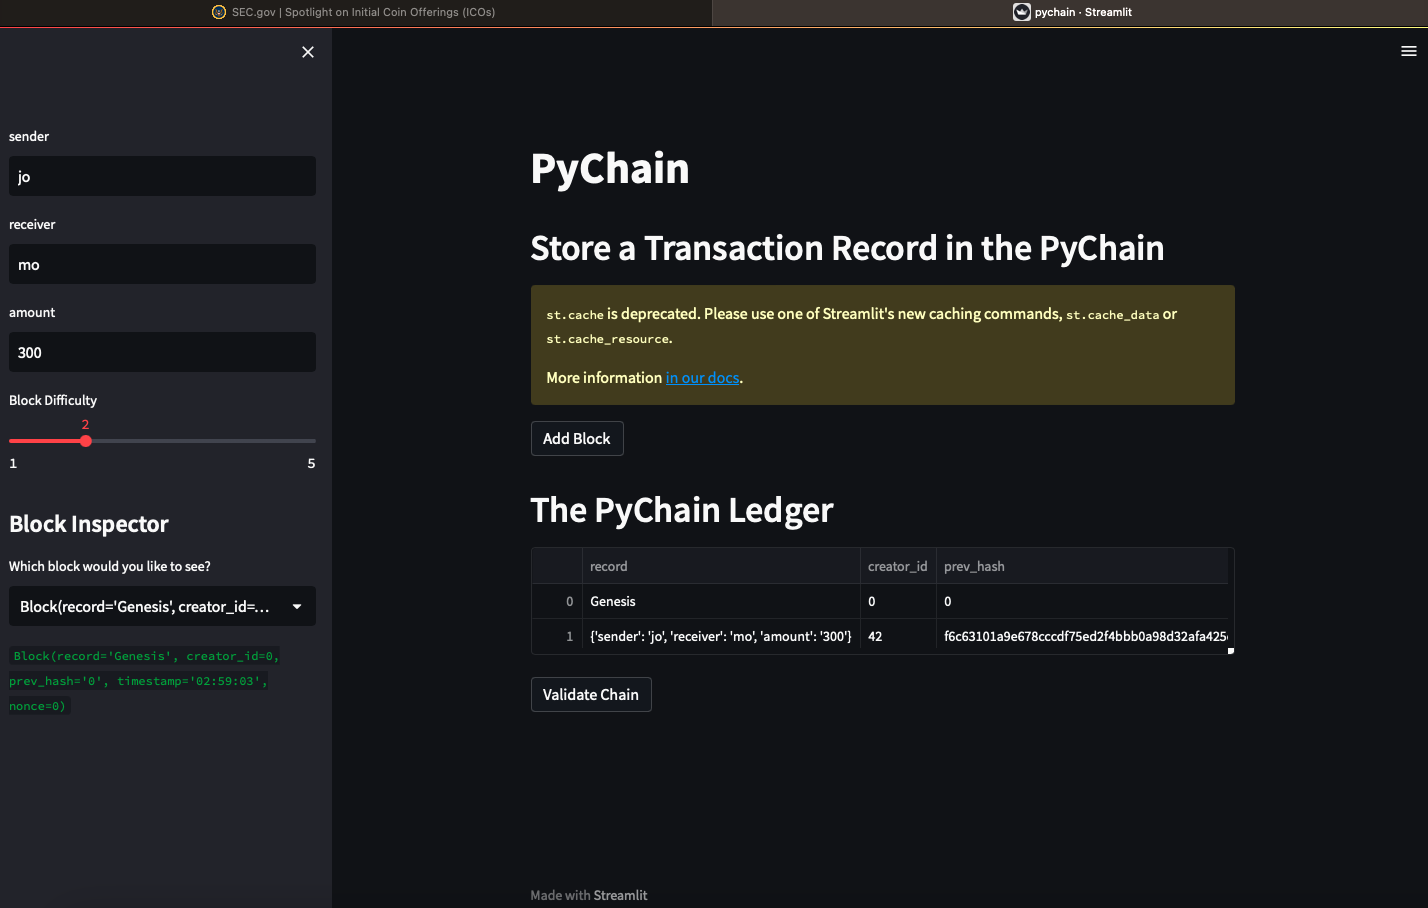 SEC.gov | Spotlight on Initial Coin Offerings (ICOs)
pychain · Streamlit
sender
jo
receiver
mo
amount
300
Block Difficulty
2
1 5
Block Inspector
Which block would you like to see?
Block(record='Genesis', creator_id=...
Block(record='Genesis', creator_id=0,
prev_hash='0', timestamp='02:59:03',
nonce=0)
PyChain
Store a Transaction Record in the PyChain
st.cache is deprecated. Please use one of Streamlit's new caching commands, st.cache_data or
st.cache_resource.
More information in our docs.
Add Block
The PyChain Ledger
record creator_id prev_hash
0 Genesis 0 0
1 {'sender': 'jo', 'receiver': 'mo', 'amount': '300'} 42 f6c63101a9e678cccdf75ed2f4bbb0a98d32afa425
Validate Chain
Made with Streamlit